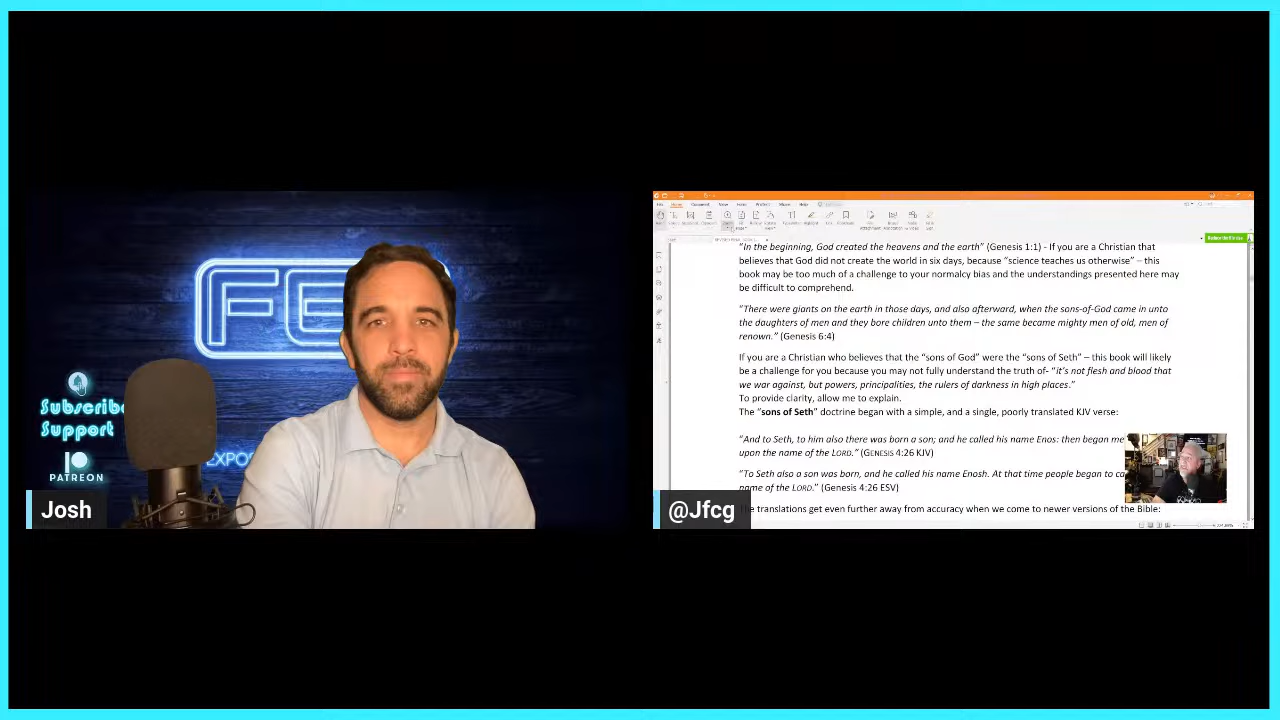 FE
Subscribe
Support
PATREON
EXPO
Josh
Home
Comment
View
Protect
Share
Help
"In the beginning, God created the heavens and the earth" (Genesis 1:1) - If you are a Christian that
believes that God did not create the world in six days, because "science teaches us otherwise" – this
book may be too much of a challenge to your normalcy bias and the understandings presented here may
be difficult to comprehend.
"There were giants on the earth in those days, and also afterward, when the sons-of-God came in unto
the daughters of men and they bore children unto them – the same became mighty men of old, men of
renown." (Genesis 6:4)
If you are a Christian who believes that the "sons of God" were the "sons of Seth" – this book will likely
be a challenge for you because you may not fully understand the truth of- "it's not flesh and blood that
we war against, but powers, principalities, the rulers of darkness in high places."
To provide clarity, allow me to explain.
The "sons of Seth" doctrine began with a simple, and a single, poorly translated KJV verse:
"And to Seth, to him also there was born a son; and he called his name Enos: then began me
upon the name of the LORD." (GENESIS 4:26 KJV)
"To Seth also a son was born, and he called his name Enosh. At that time people began to ca
name of the LORD." (Genesis 4:26 ESV)
e translations get even further away from accuracy when we come to newer versions of the Bible:
@Jfcg